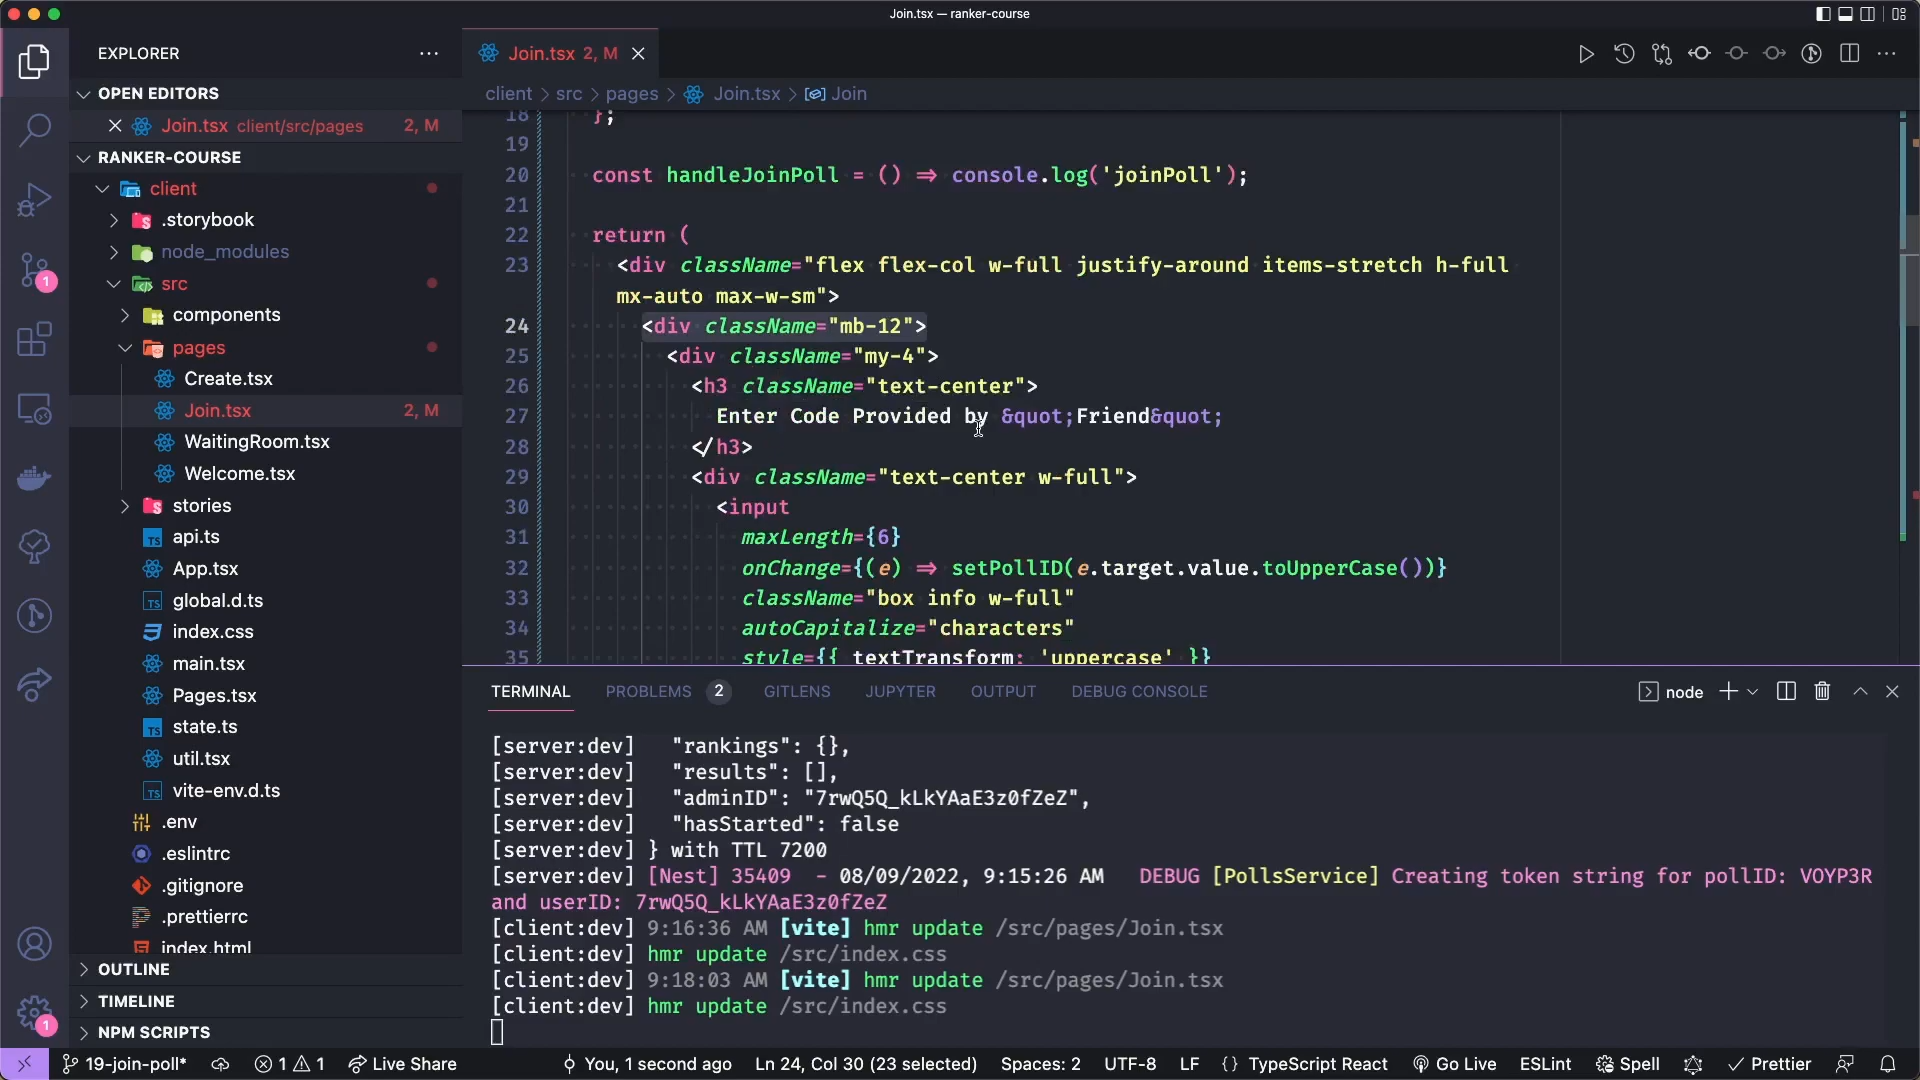 Join.tsx — ranker-course
EXPLORER
OPEN EDITORS
Join.tsx client/src/pages 2, M
RANKER-COURSE
client
.storybook
node_modules
src
components
pages
Create.tsx
Join.tsx 2, M
WaitingRoom.tsx
Welcome.tsx
stories
api.ts
App.tsx
global.d.ts
index.css
main.tsx
Pages.tsx
state.ts
util.tsx
vite-env.d.ts
.env
.eslintrc
.gitignore
.prettierrc
index.html
OUTLINE
TIMELINE
NPM SCRIPTS
1
1
Join.tsx 2, M
client > src > pages > Join.tsx > Join
18 };
19
20 const handleJoinPoll = () => console.log('joinPoll');
21
22 return (
23 <div className="flex flex-col w-full justify-around items-stretch h-full
mx-auto max-w-sm">
24 <div className="mb-12">
25 <div className="my-4">
26 <h3 className="text-center">
27 Enter Code Provided by &quot;Friend&quot;
28 </h3>
29 <div className="text-center w-full">
30 <input
31 maxLength={6}
32 onChange={(e) => setPollID(e.target.value.toUpperCase())}
33 className="box info w-full"
34 autoCapitalize="characters"
35 style={{ textTransform: 'uppercase' }}
TERMINAL PROBLEMS 2 GITLENS JUPYTER OUTPUT DEBUG CONSOLE node
[server:dev] "rankings": {},
[server:dev] "results": [],
[server:dev] "adminID": "7rwQ5Q_kLkYAaE3z0fZeZ",
[server:dev] "hasStarted": false
[server:dev] } with TTL 7200
[server:dev] [Nest] 35409 - 08/09/2022, 9:15:26 AM DEBUG [PollsService] Creating token string for pollID: VOYP3R
and userID: 7rwQ5Q_kLkYAaE3z0fZeZ
[client:dev] 9:16:36 AM [vite] hmr update /src/pages/Join.tsx
[client:dev] hmr update /src/index.css
[client:dev] 9:18:03 AM [vite] hmr update /src/pages/Join.tsx
[client:dev] hmr update /src/index.css
19-join-poll* 1 1 Live Share You, 1 second ago Ln 24, Col 30 (23 selected) Spaces: 2 UTF-8 LF {} TypeScript React Go Live ESLint Spell Prettier